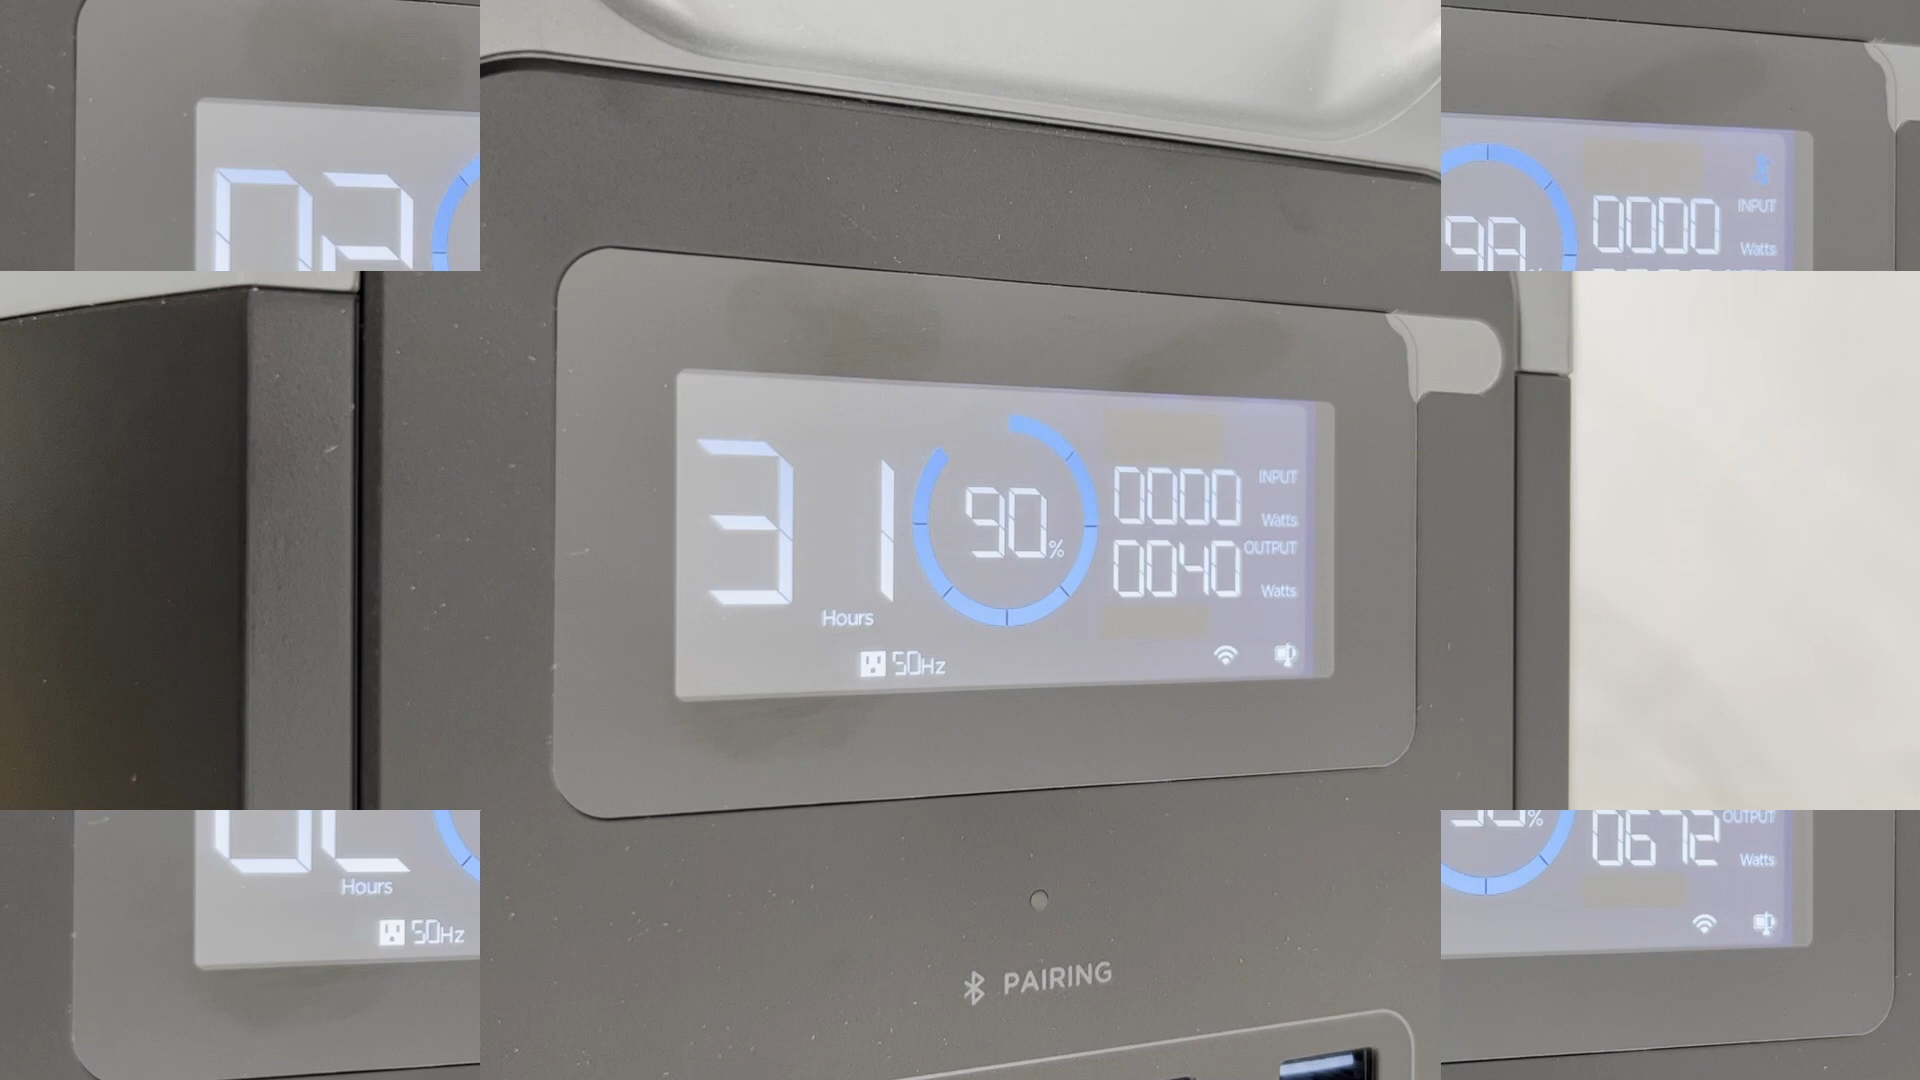 31
Hours
90%
0000 INPUT Watts
0040 OUTPUT Watts
50Hz
PAIRING
02
Hours
50Hz
0000 INPUT Watts
0672 OUTPUT Watts